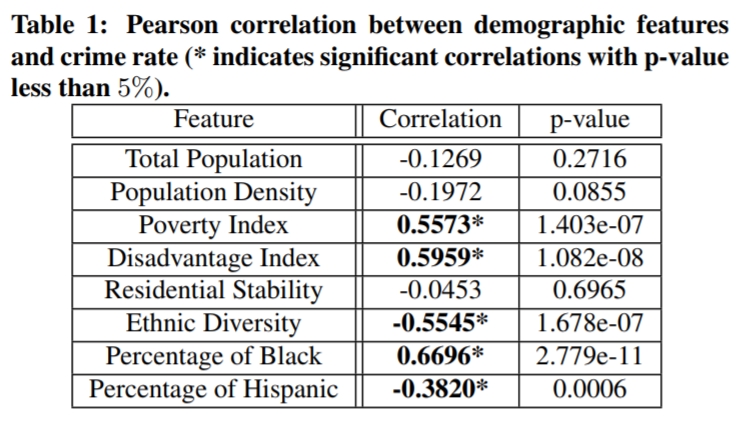 Table 1: Pearson correlation between demographic features
and crime rate (* indicates significant correlations with p-value
less than 5%).
Feature Correlation p-value
Total Population -0.1269 0.2716
Population Density -0.1972 0.0855
Poverty Index 0.5573* 1.403e-07
Disadvantage Index 0.5959* 1.082e-08
Residential Stability -0.0453 0.6965
Ethnic Diversity -0.5545* 1.678e-07
Percentage of Black 0.6696* 2.779e-11
Percentage of Hispanic -0.3820* 0.0006